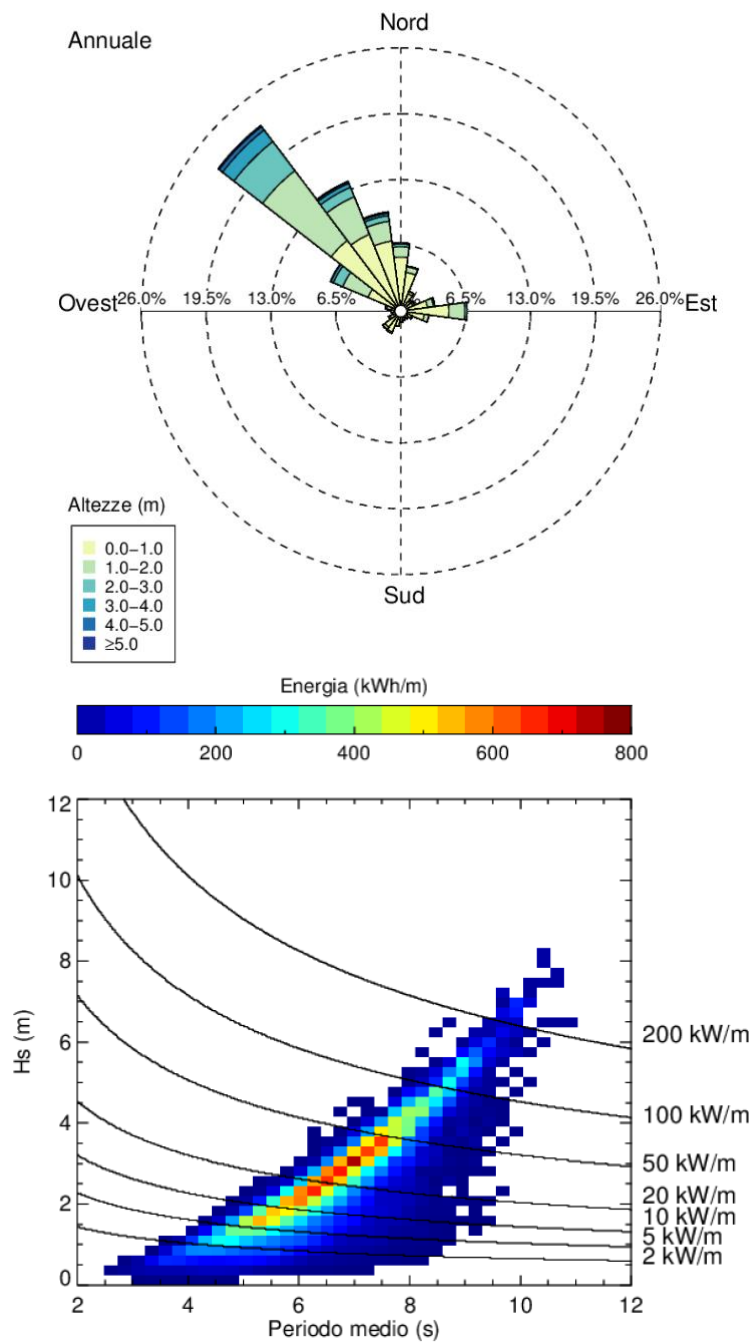 Annuale
Nord
Ovest
26.0% 19.5% 13.0% 6.5% 6.5% 13.0% 19.5% 26.0%
Est
Sud
Altezze (m)
0.0−1.0
1.0−2.0
2.0−3.0
3.0−4.0
4.0−5.0
≥5.0
Energia (kWh/m)
0 200 400 600 800
12
10
8
6
4
2
0
Hs (m)
200 kW/m
100 kW/m
50 kW/m
20 kW/m
10 kW/m
5 kW/m
2 kW/m
2 4 6 8 10 12
Periodo medio (s)